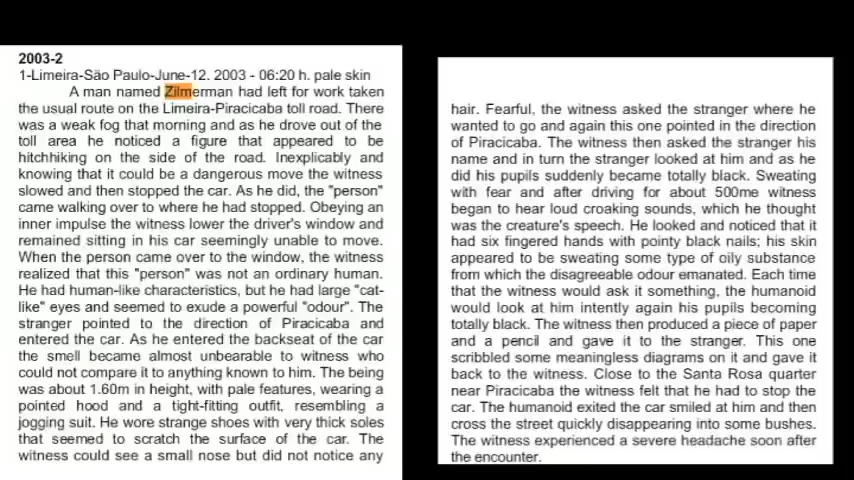 2003-2
1-Limeira-São Paulo-June-12. 2003 - 06:20 h. pale skin
A man named Zilmerman had left for work taken
the usual route on the Limeira-Piracicaba toll road. There
was a weak fog that morning and as he drove out of the
toll area he noticed a figure that appeared to be
hitchhiking on the side of the road. Inexplicably and
knowing that it could be a dangerous move the witness
slowed and then stopped the car. As he did, the "person"
came walking over to where he had stopped. Obeying an
inner impulse the witness lower the driver's window and
remained sitting in his car seemingly unable to move.
When the person came over to the window, the witness
realized that this "person" was not an ordinary human.
He had human-like characteristics, but he had large "cat-
like" eyes and seemed to exude a powerful "odour". The
stranger pointed to the direction of Piracicaba and
entered the car. As he entered the backseat of the car
the smell became almost unbearable to witness who
could not compare it to anything known to him. The being
was about 1.60m in height, with pale features, wearing a
pointed hood and a tight-fitting outfit, resembling a
jogging suit. He wore strange shoes with very thick soles
that seemed to scratch the surface of the car. The
witness could see a small nose but did not notice any
hair. Fearful, the witness asked the stranger where he
wanted to go and again this one pointed in the direction
of Piracicaba. The witness then asked the stranger his
name and in turn the stranger looked at him and as he
did his pupils suddenly became totally black. Sweating
with fear and after driving for about 500me witness
began to hear loud croaking sounds, which he thought
was the creature's speech. He looked and noticed that it
had six fingered hands with pointy black nails; his skin
appeared to be sweating some type of oily substance
from which the disagreeable odour emanated. Each time
that the witness would ask it something, the humanoid
would look at him intently again his pupils becoming
totally black. The witness then produced a piece of paper
and a pencil and gave it to the stranger. This one
scribbled some meaningless diagrams on it and gave it
back to the witness. Close to the Santa Rosa quarter
near Piracicaba the witness felt that he had to stop the
car. The humanoid exited the car smiled at him and then
cross the street quickly disappearing into some bushes.
The witness experienced a severe headache soon after
the encounter.